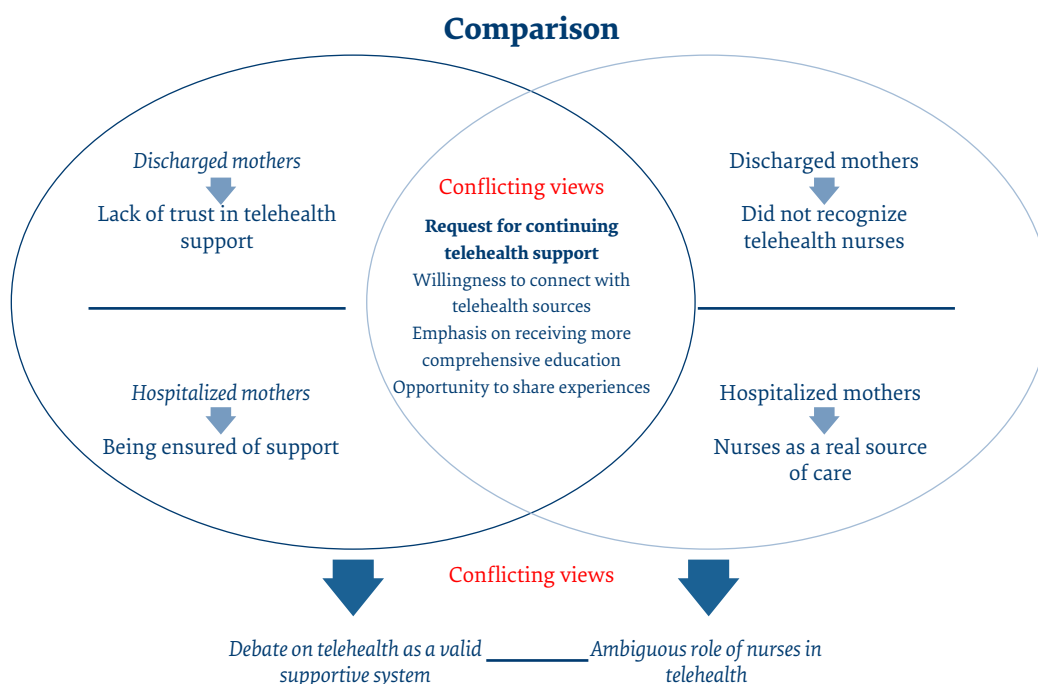 Comparison
Discharged mothers
Lack of trust in telehealth
support
Hospitalized mothers
Being ensured of support
Conflicting views
Request for continuing
telehealth support
Willingness to connect with
telehealth sources
Emphasis on receiving more
comprehensive education
Opportunity to share experiences
Discharged mothers
Did not recognize
telehealth nurses
Hospitalized mothers
Nurses as a real source
of care
Conflicting views
Debate on telehealth as a valid
supportive system
Ambiguous role of nurses in
telehealth